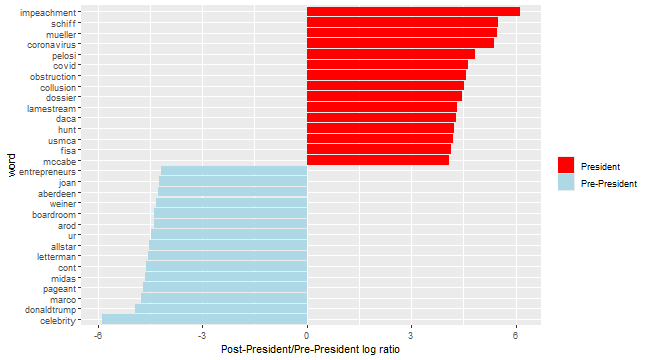 impeachment
schiff
mueller
coronavirus
pelosi
covid
obstruction
collusion
dossier
lamestream
daca
hunt
usmca
fisa
mccabe
entrepreneurs
joan
aberdeen
weiner
boardroom
arod
ur
allstar
letterman
cont
midas
pageant
marco
donaldtrump
celebrity
word
-6 -3 0 3 6
Post-President/Pre-President log ratio
President
Pre-President